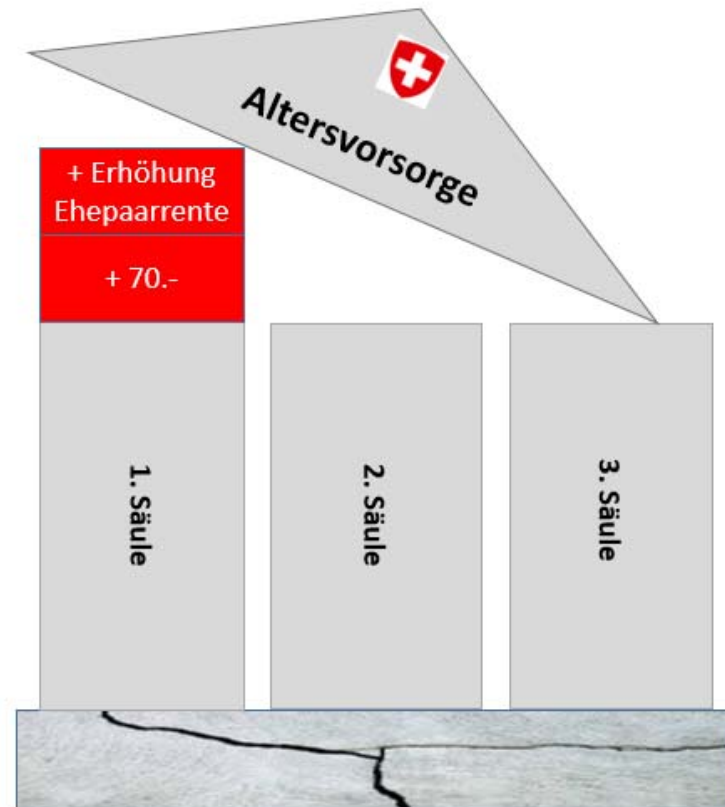 Altersvorsorge
+ Erhöhung
Ehepaarrente
+ 70.-
1. Säule
2. Säule
3. Säule